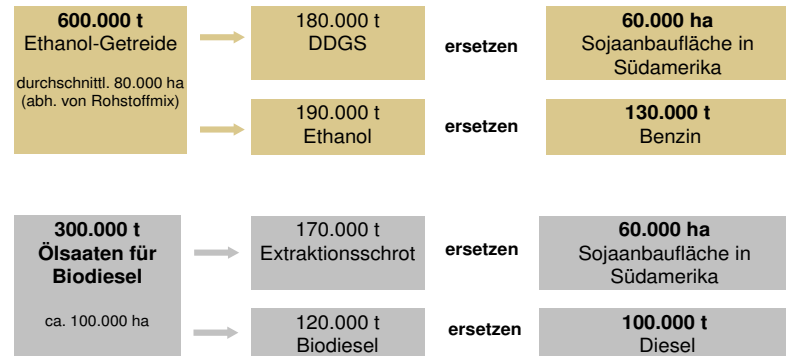 600.000 t
Ethanol-Getreide
durchschnittl. 80.000 ha
(abh. von Rohstoffmix)
180.000 t
DDGS
ersetzen
60.000 ha
Sojaanbaufläche in
Südamerika
190.000 t
Ethanol
ersetzen
130.000 t
Benzin
300.000 t
Ölsaaten für
Biodiesel
ca. 100.000 ha
170.000 t
Extraktionsschrot
ersetzen
60.000 ha
Sojaanbaufläche in
Südamerika
120.000 t
Biodiesel
ersetzen
100.000 t
Diesel